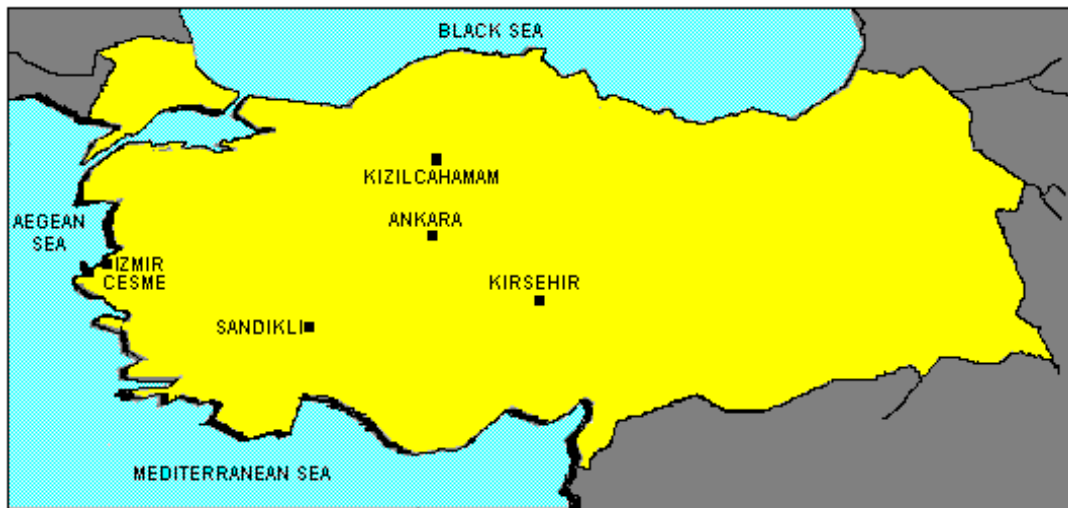 BLACK SEA
KIZILCAHAMAM
ANKARA
AEGEAN
SEA
IZMIR
CESME
KIRSEHIR
SANDIKLI
MEDITERRANEAN SEA